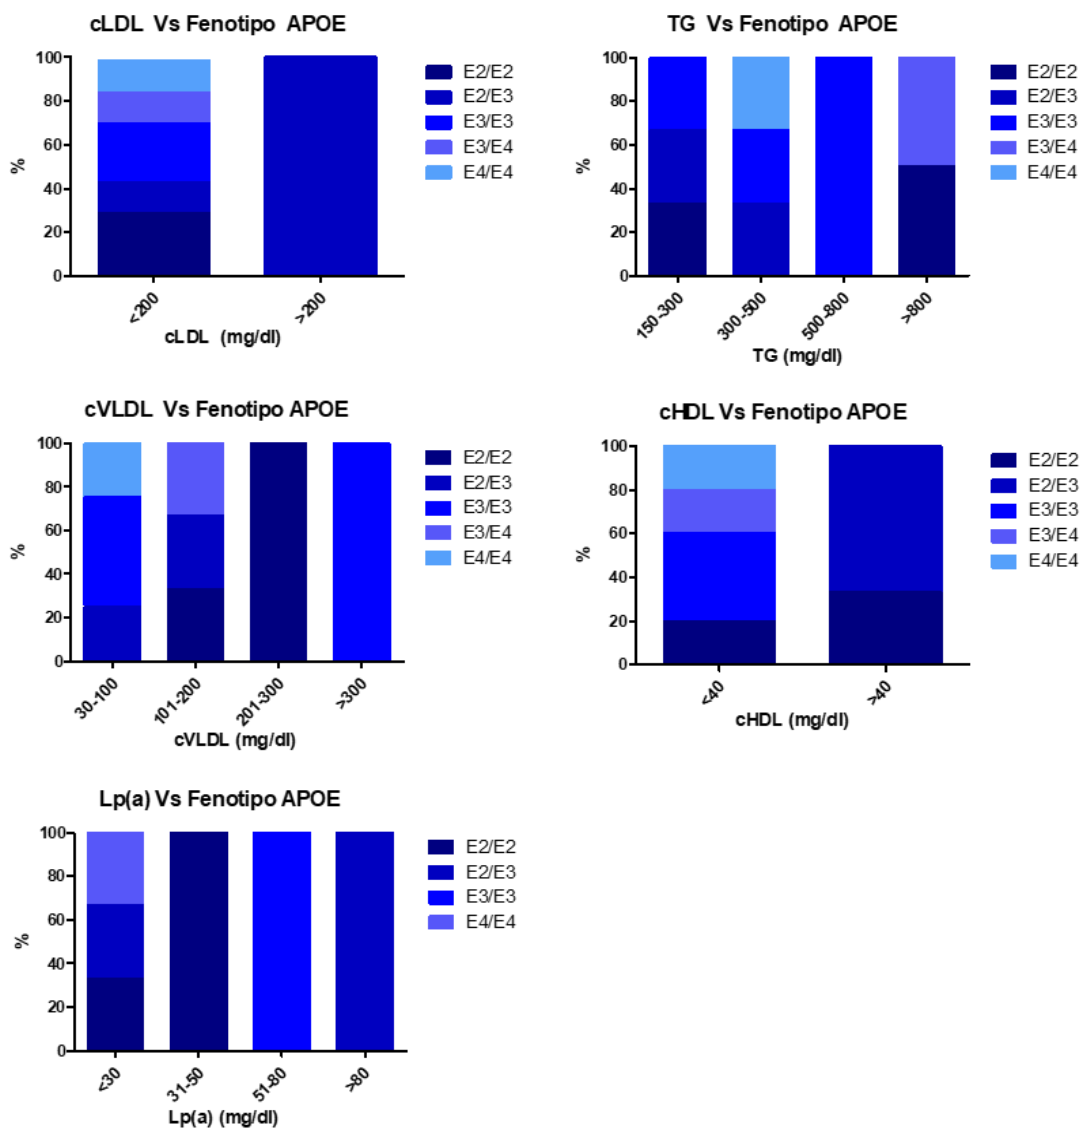 cLDL Vs Fenotipo APOE
100
80
60
40
20
0
%
<200
>200
cLDL (mg/dl)
E2/E2
E2/E3
E3/E3
E3/E4
E4/E4
TG Vs Fenotipo APOE
100
80
60
40
20
0
%
150-300
300-500
500-800
>800
TG (mg/dl)
E2/E2
E2/E3
E3/E3
E3/E4
E4/E4
cVLDL Vs Fenotipo APOE
100
80
60
40
20
0
%
30-100
101-200
201-300
>300
cVLDL (mg/dl)
E2/E2
E2/E3
E3/E3
E3/E4
E4/E4
cHDL Vs Fenotipo APOE
100
80
60
40
20
0
%
<40
>40
cHDL (mg/dl)
E2/E2
E2/E3
E3/E3
E3/E4
E4/E4
Lp(a) Vs Fenotipo APOE
100
80
60
40
20
0
%
<30
31-50
51-80
>80
Lp(a) (mg/dl)
E2/E2
E2/E3
E3/E3
E4/E4